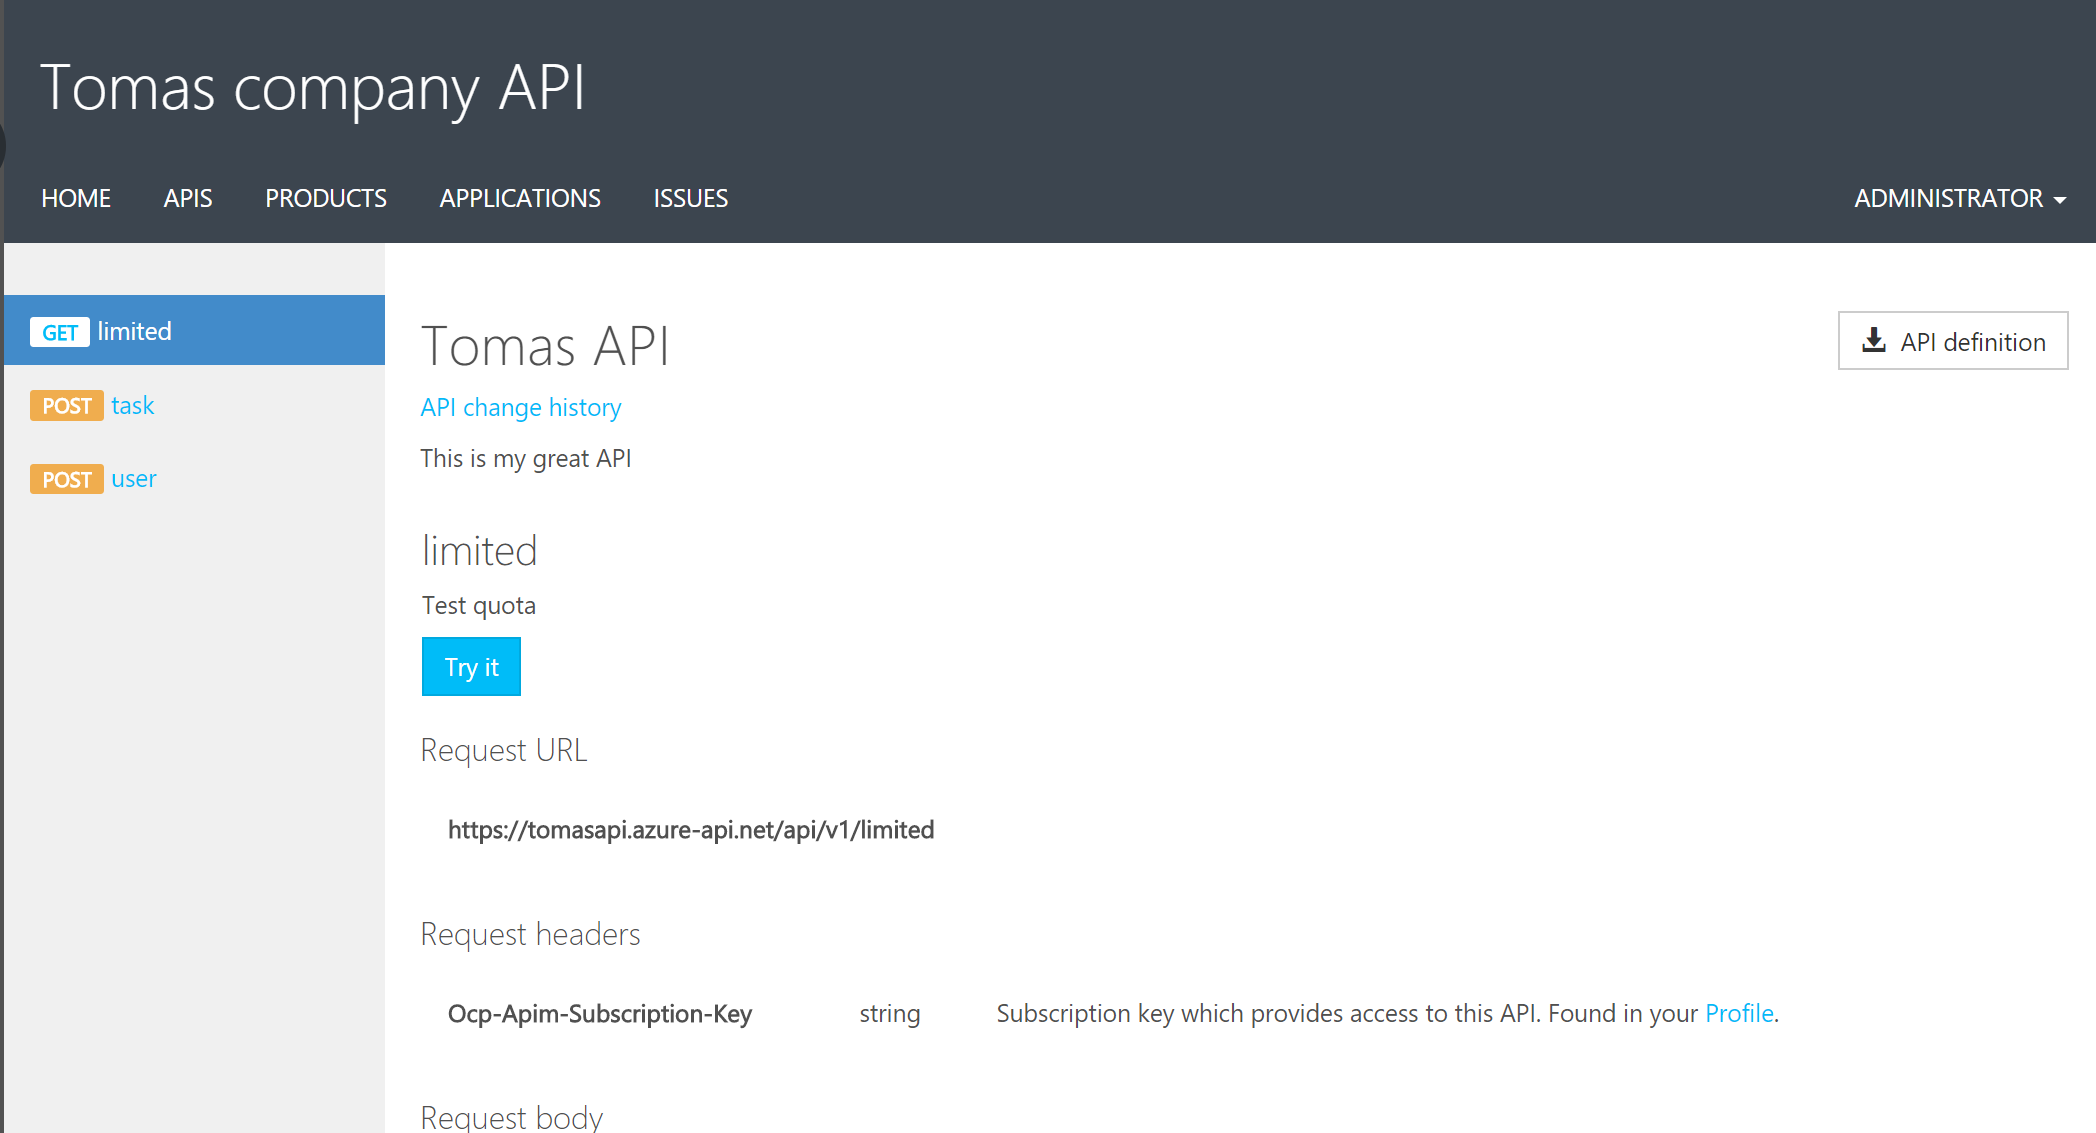 Tomas company API
HOME APIS PRODUCTS APPLICATIONS ISSUES ADMINISTRATOR
GET limited
POST task
POST user
Tomas API
API definition
API change history
This is my great API
limited
Test quota
Try it
Request URL
https://tomasapi.azure-api.net/api/v1/limited
Request headers
Ocp-Apim-Subscription-Key string Subscription key which provides access to this API. Found in your Profile.
Request body